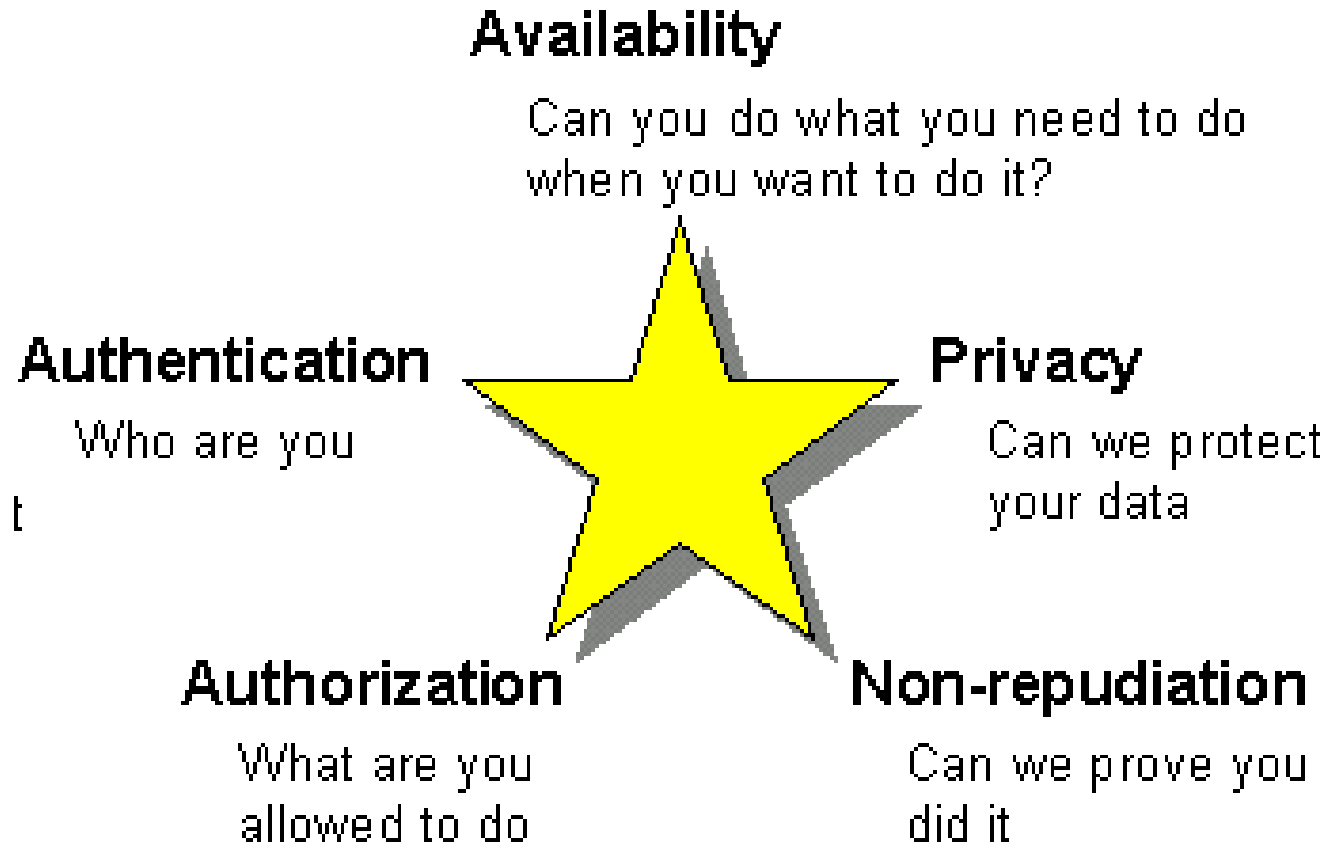 Availability
Can you do what you need to do
when you want to do it?
Authentication
Who are you
t
Privacy
Can we protect
your data
Authorization
What are you
allowed to do
Non-repudiation
Can we prove you
did it